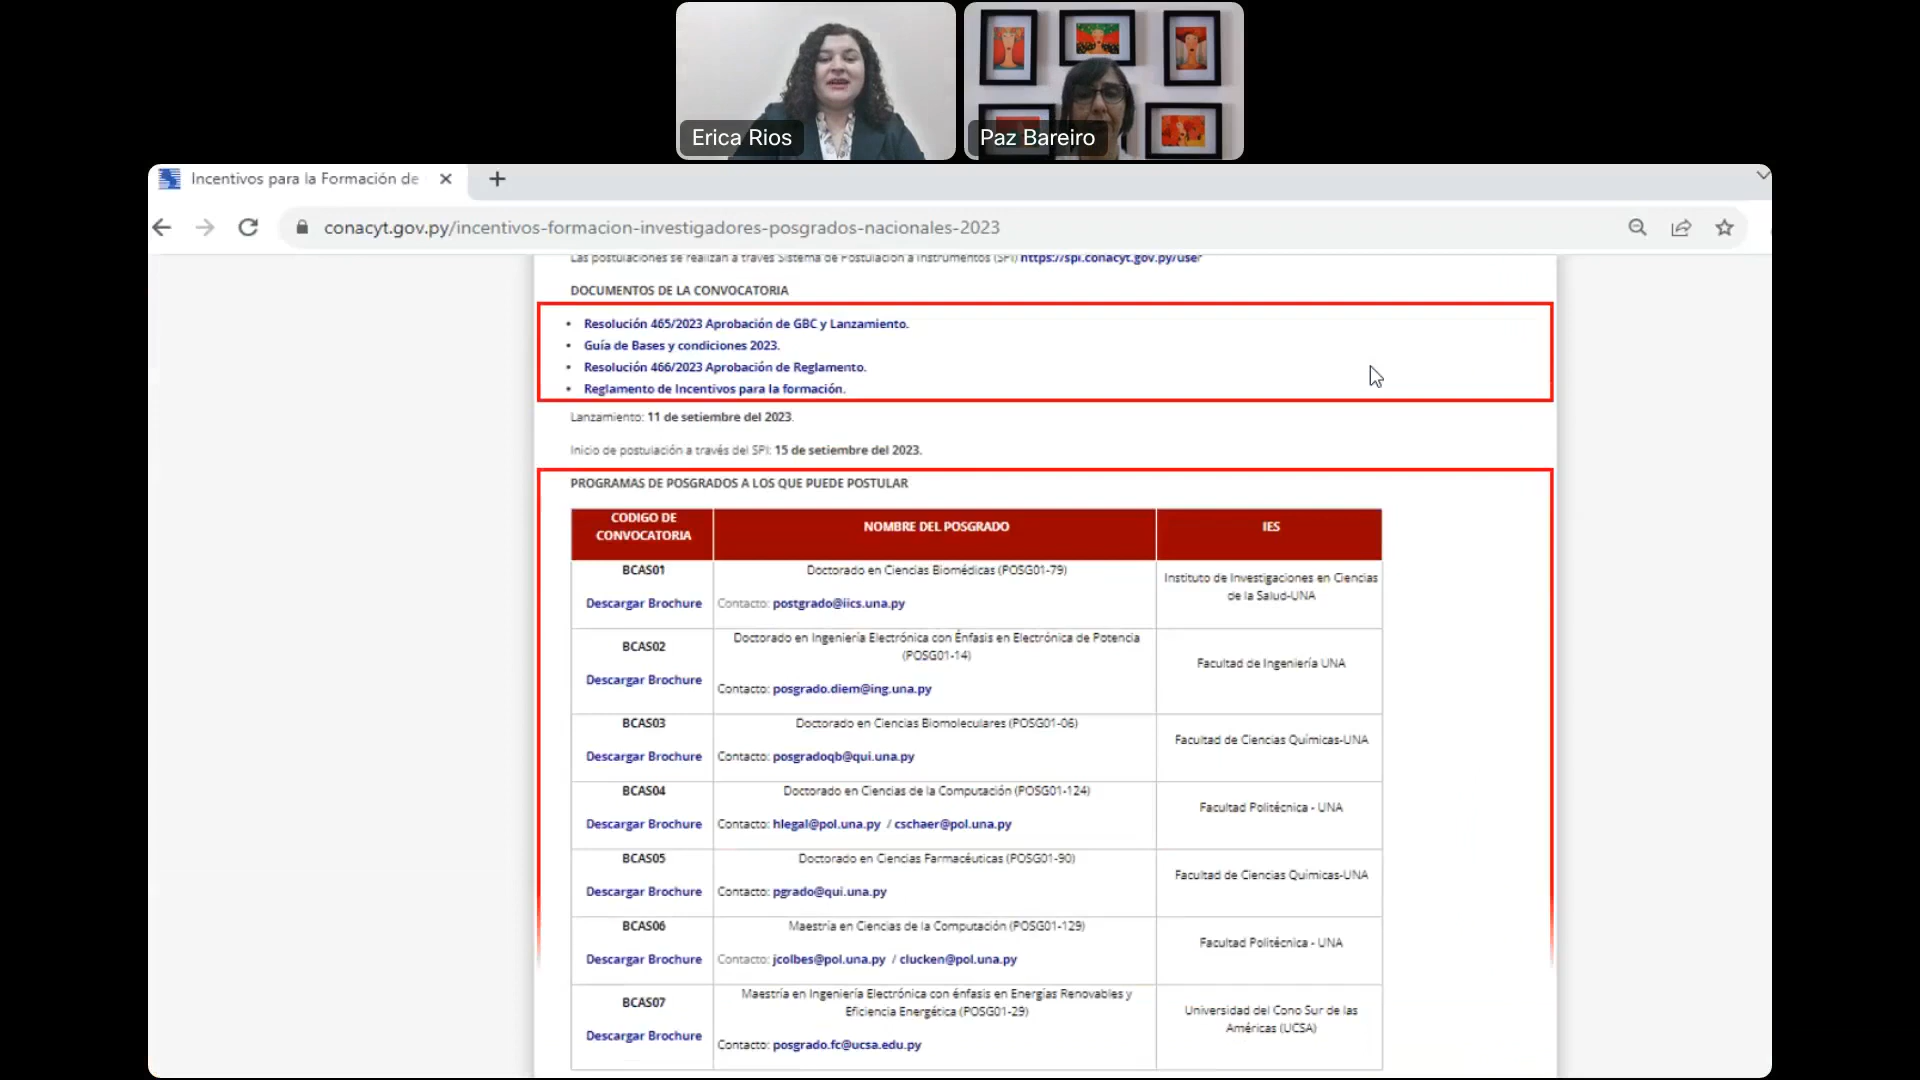 Erica Rios
Paz Bareiro
Incentivos para la Formación de
conacyt.gov.py/incentivos-formacion-investigadores-posgrados-nacionales-2023
Las postulaciones se realizan a través Sistema de Postulación a Instrumentos (SPI) https://spi.conacyt.gov.py/user
DOCUMENTOS DE LA CONVOCATORIA
• Resolución 465/2023 Aprobación de GBC y Lanzamiento.
• Guía de Bases y condiciones 2023.
• Resolución 466/2023 Aprobación de Reglamento.
• Reglamento de Incentivos para la formación.
Lanzamiento: 11 de setiembre del 2023.
Inicio de postulación a través del SPI: 15 de setiembre del 2023.
PROGRAMAS DE POSGRADOS A LOS QUE PUEDE POSTULAR
CODIGO DE
CONVOCATORIA
NOMBRE DEL POSGRADO
IES
BCAS01
Descargar Brochure
Doctorado en Ciencias Biomédicas (POSG01-79)
Contacto: postgrado@iics.una.py
Instituto de Investigaciones en Ciencias
de la Salud-UNA
BCAS02
Descargar Brochure
Doctorado en Ingeniería Electrónica con Énfasis en Electrónica de Potencia
(POSG01-14)
Contacto: posgrado.diem@ing.una.py
Facultad de Ingeniería UNA
BCAS03
Descargar Brochure
Doctorado en Ciencias Biomoleculares (POSG01-06)
Contacto: posgradoqb@qui.una.py
Facultad de Ciencias Químicas-UNA
BCAS04
Descargar Brochure
Doctorado en Ciencias de la Computación (POSG01-124)
Contacto: hlegal@pol.una.py / cschaer@pol.una.py
Facultad Politécnica - UNA
BCAS05
Descargar Brochure
Doctorado en Ciencias Farmacéuticas (POSG01-90)
Contacto: pgrado@qui.una.py
Facultad de Ciencias Químicas-UNA
BCAS06
Descargar Brochure
Maestría en Ciencias de la Computación (POSG01-129)
Contacto: jcolbes@pol.una.py / clucken@pol.una.py
Facultad Politécnica - UNA
BCAS07
Descargar Brochure
Maestría en Ingeniería Electrónica con énfasis en Energías Renovables y
Eficiencia Energética (POSG01-29)
Contacto: posgrado.fc@ucsa.edu.py
Universidad del Cono Sur de las
Américas (UCSA)